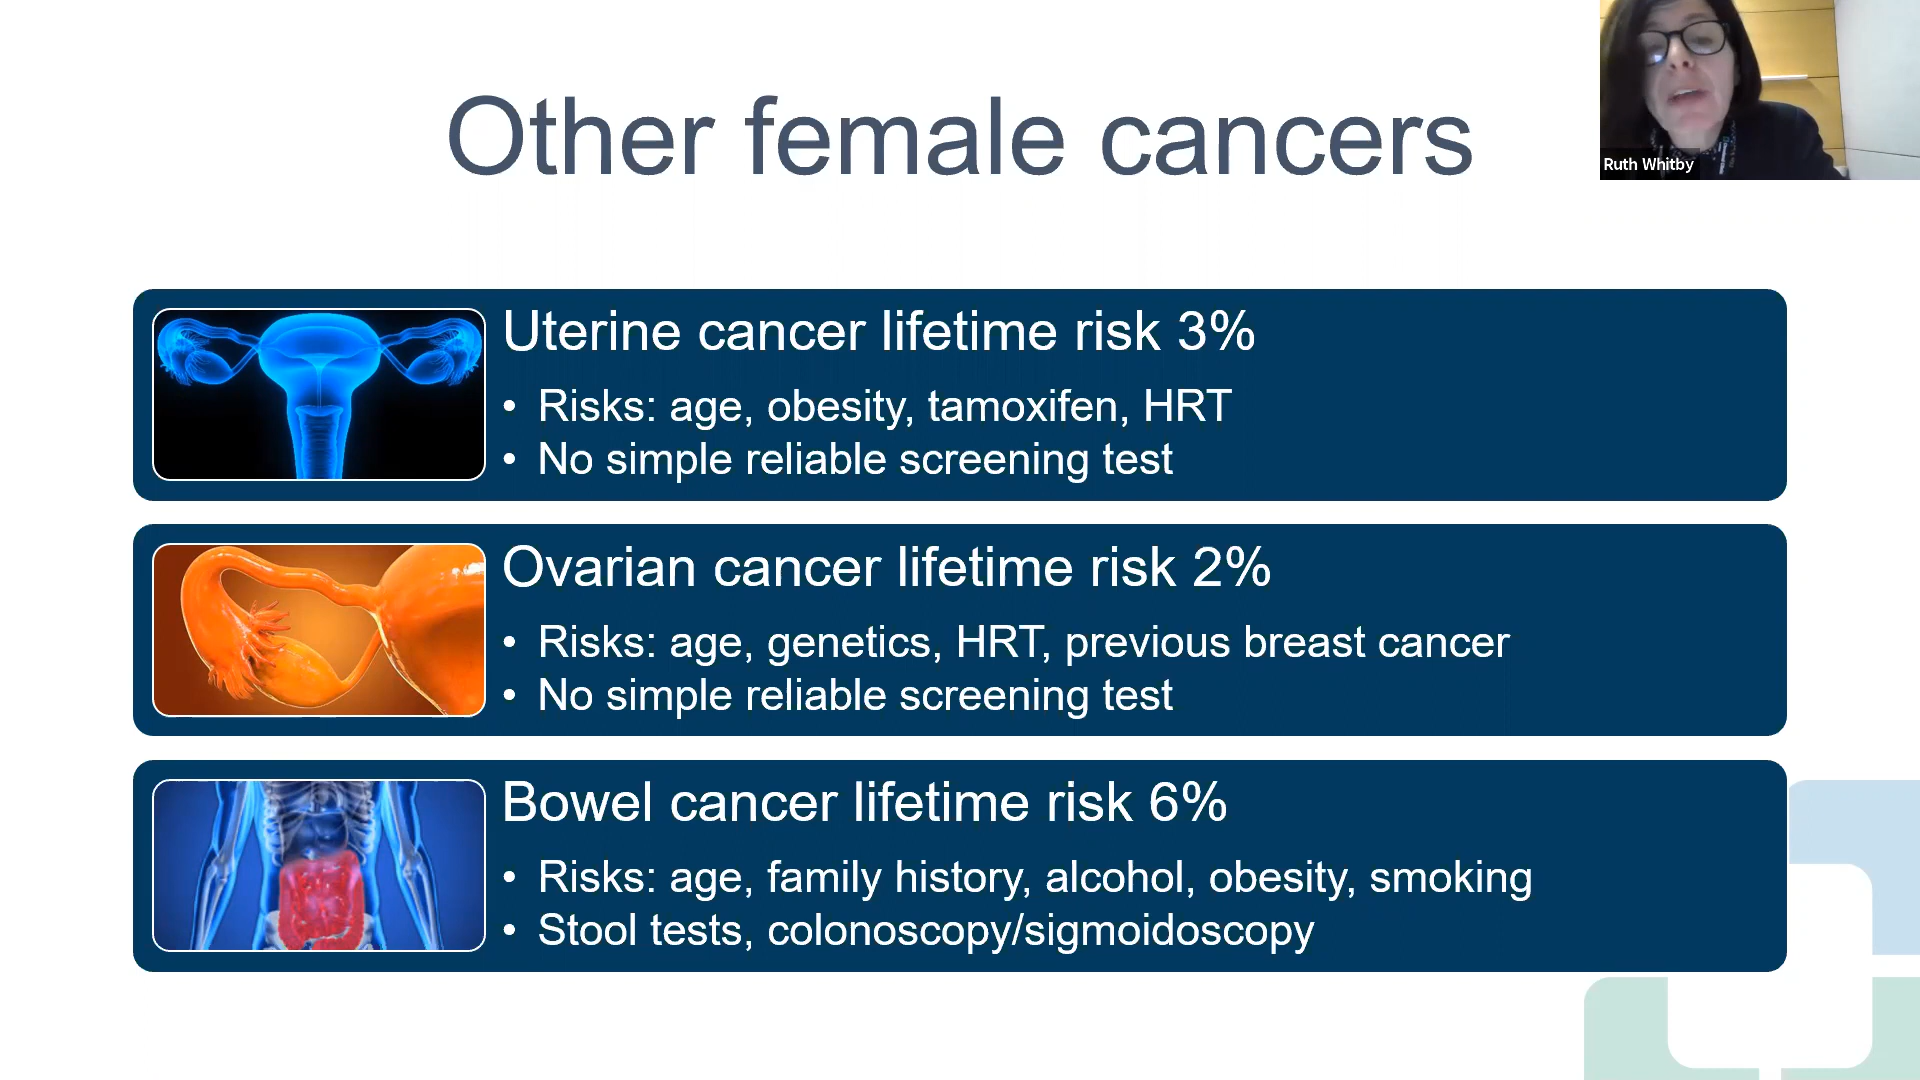 Other female cancers
Ruth Whitby
Uterine cancer lifetime risk 3%
• Risks: age, obesity, tamoxifen, HRT
• No simple reliable screening test
Ovarian cancer lifetime risk 2%
• Risks: age, genetics, HRT, previous breast cancer
• No simple reliable screening test
Bowel cancer lifetime risk 6%
• Risks: age, family history, alcohol, obesity, smoking
• Stool tests, colonoscopy/sigmoidoscopy